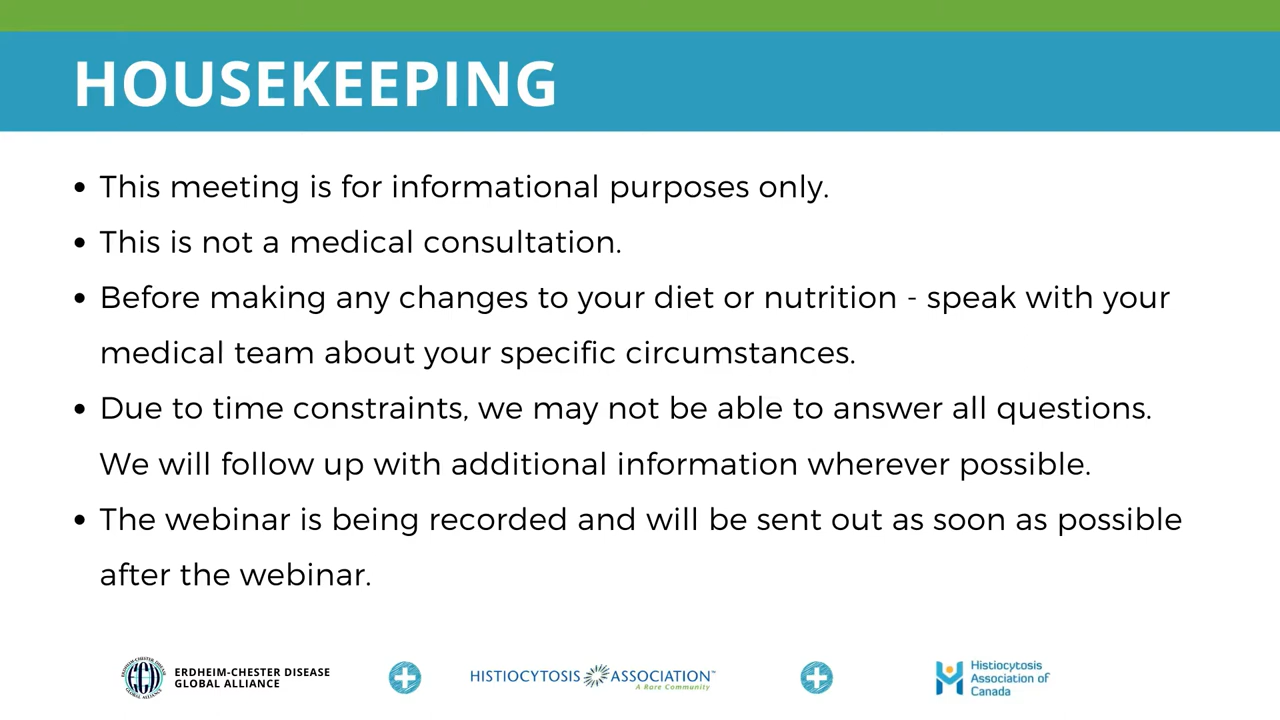 HOUSEKEEPING
• This meeting is for informational purposes only.
• This is not a medical consultation.
• Before making any changes to your diet or nutrition - speak with your
medical team about your specific circumstances.
• Due to time constraints, we may not be able to answer all questions.
We will follow up with additional information wherever possible.
• The webinar is being recorded and will be sent out as soon as possible
after the webinar.
ERDHEIM-CHESTER DISEASE
GLOBAL ALLIANCE
HISTIOCYTOSIS ASSOCIATION™
A Rare Community
Histiocytosis
Association of
Canada